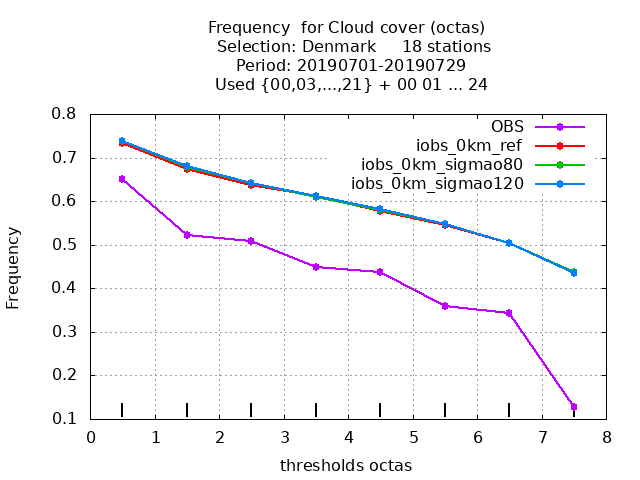 Frequency  for Cloud cover (octas)
Selection: Denmark     18 stations
Period: 20190701-20190729
Used {00,03,...,21} + 00 01 ... 24
OBS
iobs_0km_ref
iobs_0km_sigmao80
iobs_0km_sigmao120
Frequency
0.8
0.7
0.6
0.5
0.4
0.3
0.2
0.1
0 1 2 3 4 5 6 7 8
thresholds octas